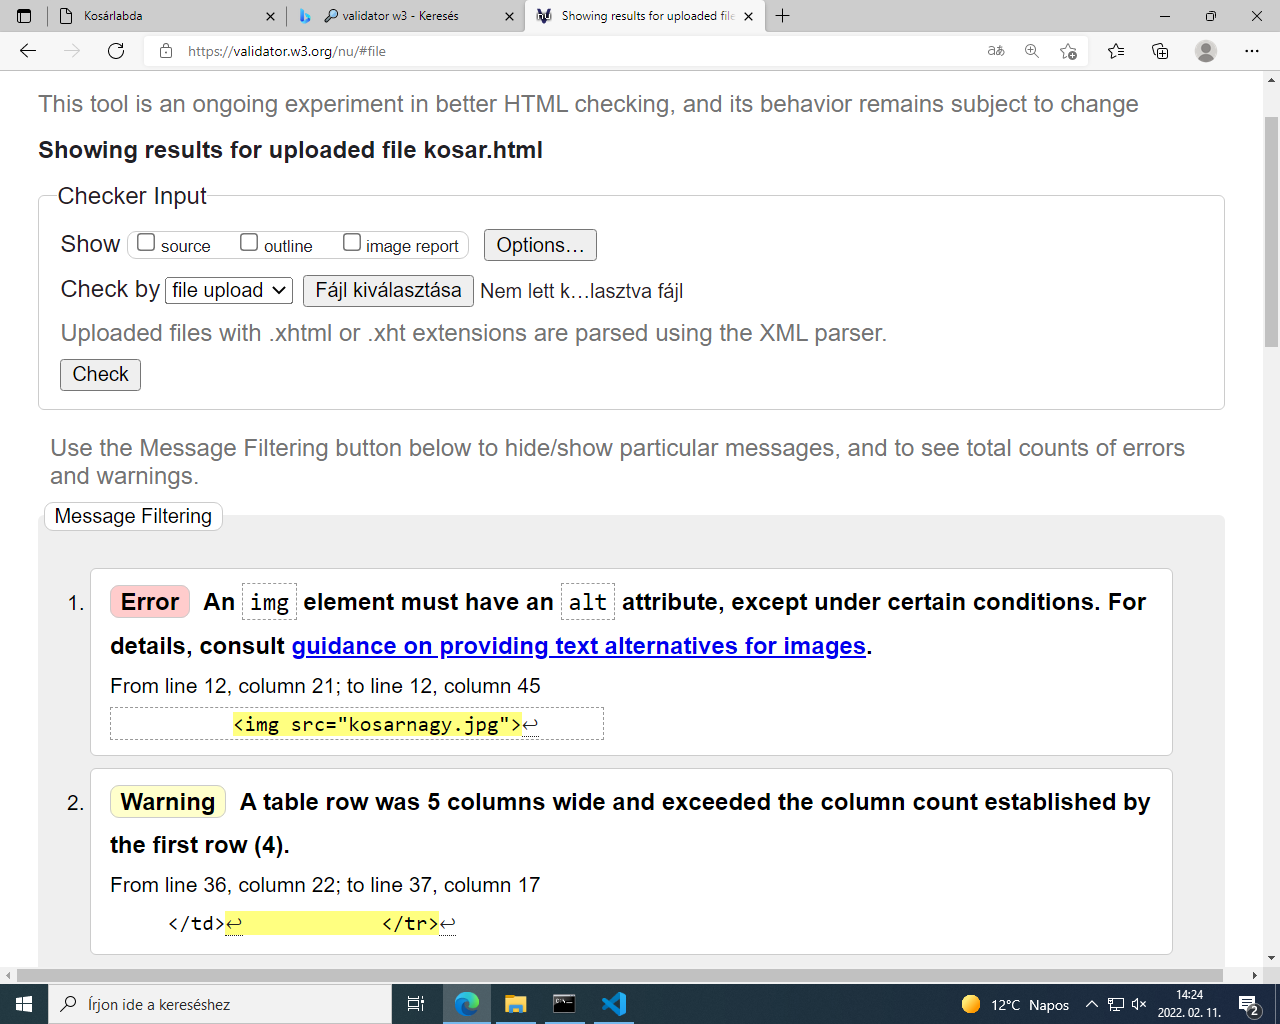 Kosárlabda
validator w3 - Keresés
Showing results for uploaded file
https://validator.w3.org/nu/#file
This tool is an ongoing experiment in better HTML checking, and its behavior remains subject to change
Showing results for uploaded file kosar.html
Checker Input
Show source outline image report Options...
Check by file upload Fájl kiválasztása Nem lett k...lasztva fájl
Uploaded files with .xhtml or .xht extensions are parsed using the XML parser.
Check
Use the Message Filtering button below to hide/show particular messages, and to see total counts of errors
and warnings.
Message Filtering
1. Error An img element must have an alt attribute, except under certain conditions. For
details, consult guidance on providing text alternatives for images.
From line 12, column 21; to line 12, column 45
<img src="kosarnagy.jpg">↩
2. Warning A table row was 5 columns wide and exceeded the column count established by
the first row (4).
From line 36, column 22; to line 37, column 17
</td>↩ </tr>↩
Írjon ide a kereséshez
12°C Napos
14:24
2022. 02. 11.
2